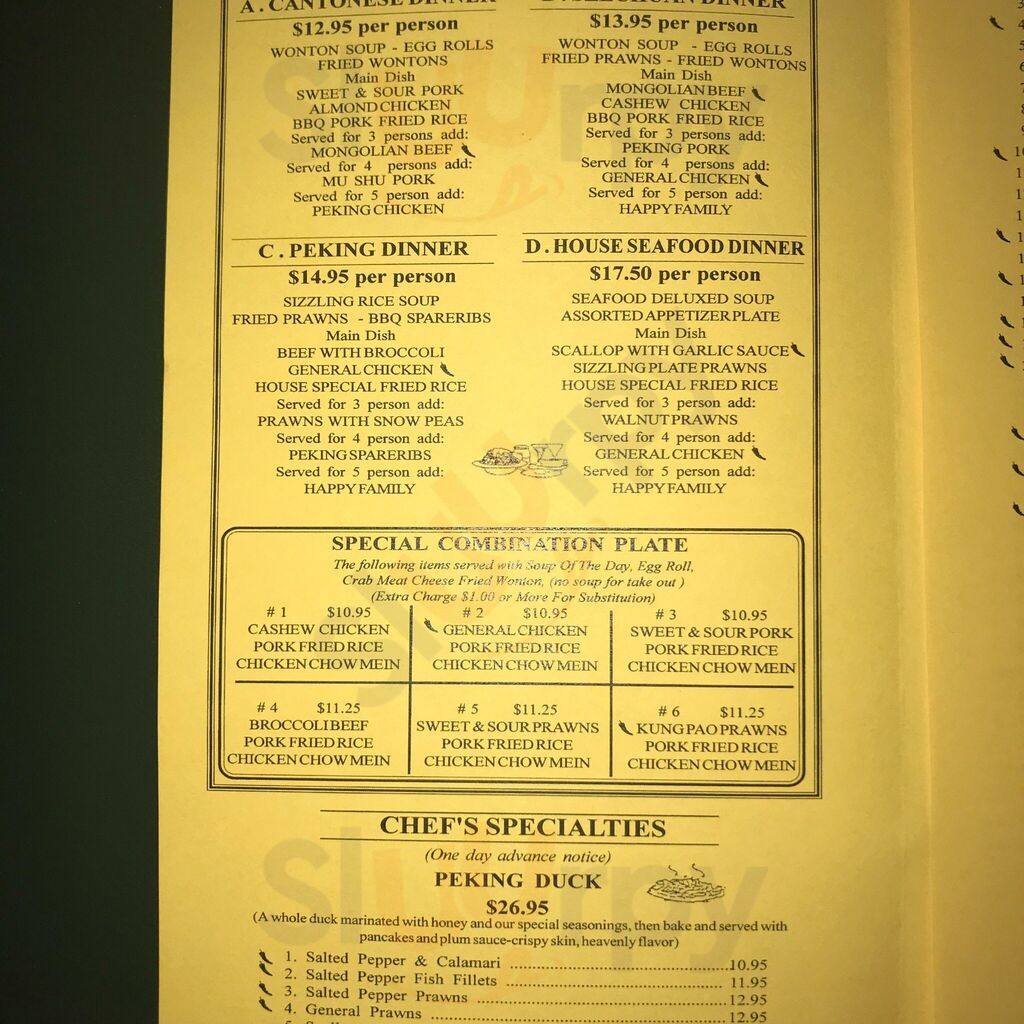 A. CANTONESE DINNER
$12.95 per person
WONTON SOUP - EGG ROLLS
FRIED WONTONS
Main Dish
SWEET & SOUR PORK
ALMOND CHICKEN
BBQ PORK FRIED RICE
Served for 3 persons add:
MONGOLIAN BEEF
Served for 4 persons add:
MU SHU PORK
Served for 5 person add:
PEKING CHICKEN
DINNER
$13.95 per person
WONTON SOUP - EGG ROLLS
FRIED PRAWNS - FRIED WONTONS
Main Dish
MONGOLIAN BEEF
CASHEW CHICKEN
BBQ PORK FRIED RICE
Served for 3 persons add:
PEKING PORK
Served for 4 persons add:
GENERAL CHICKEN
Served for 5 person add:
HAPPY FAMILY
C. PEKING DINNER
$14.95 per person
SIZZLING RICE SOUP
FRIED PRAWNS - BBQ SPARERIBS
Main Dish
BEEF WITH BROCCOLI
GENERAL CHICKEN
HOUSE SPECIAL FRIED RICE
Served for 3 person add:
PRAWNS WITH SNOW PEAS
Served for 4 person add:
PEKING SPARERIBS
Served for 5 person add:
HAPPY FAMILY
D. HOUSE SEAFOOD DINNER
$17.50 per person
SEAFOOD DELUXED SOUP
ASSORTED APPETIZER PLATE
Main Dish
SCALLOP WITH GARLIC SAUCE
SIZZLING PLATE PRAWNS
HOUSE SPECIAL FRIED RICE
Served for 3 person add:
WALNUT PRAWNS
Served for 4 person add:
GENERAL CHICKEN
Served for 5 person add:
HAPPY FAMILY
SPECIAL COMBINATION PLATE
The following items served with Soup Of The Day, Egg Roll,
Crab Meat Cheese Fried Wonton, (no soup for take out )
(Extra Charge $1.00 or More For Substitution)
# 1 $10.95
CASHEW CHICKEN
PORK FRIED RICE
CHICKEN CHOW MEIN
# 2 $10.95
GENERAL CHICKEN
PORK FRIED RICE
CHICKEN CHOW MEIN
# 3 $10.95
SWEET & SOUR PORK
PORK FRIED RICE
CHICKEN CHOW MEIN
# 4 $11.25
BROCCOLI BEEF
PORK FRIED RICE
CHICKEN CHOW MEIN
# 5 $11.25
SWEET & SOUR PRAWNS
PORK FRIED RICE
CHICKEN CHOW MEIN
# 6 $11.25
KUNG PAO PRAWNS
PORK FRIED RICE
CHICKEN CHOW MEIN
CHEF'S SPECIALTIES
(One day advance notice)
PEKING DUCK
$26.95
(A whole duck marinated with honey and our special seasonings, then bake and served with
pancakes and plum sauce-crispy skin, heavenly flavor)
1. Salted Pepper & Calamari ........................................10.95
2. Salted Pepper Fish Fillets ........................................11.95
3. Salted Pepper Prawns ............................................12.95
4. General Prawns .....................................................12.95
Slurpy
Slurpy
Slurpy